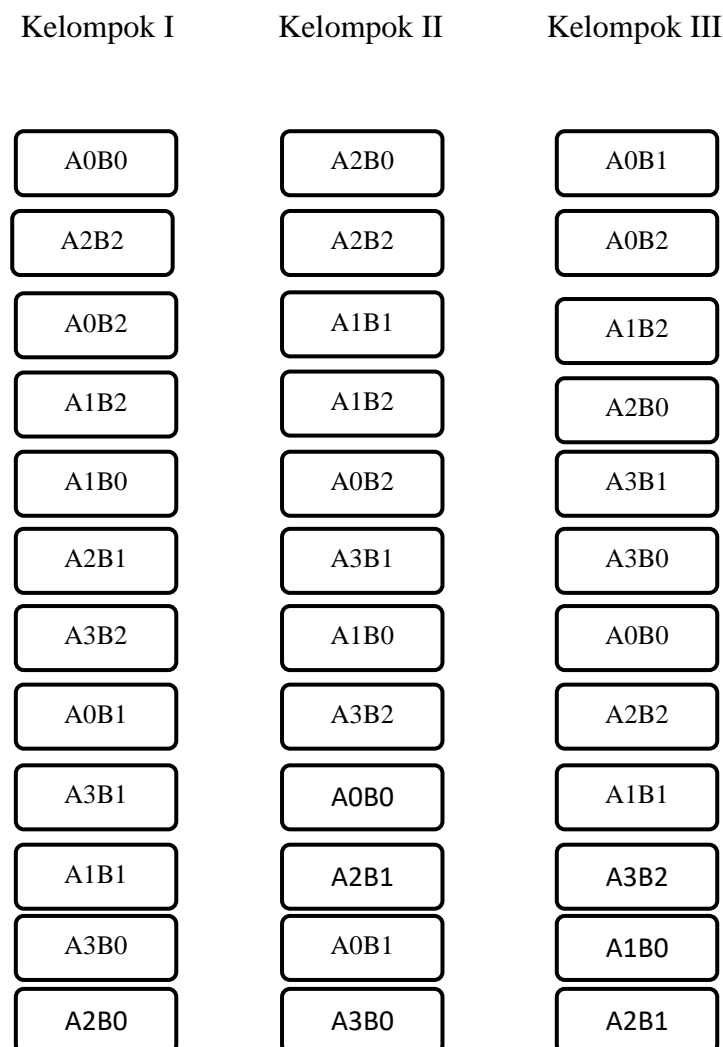 Kelompok I Kelompok II Kelompok III
A0B0 A2B0 A0B1
A2B2 A2B2 A0B2
A0B2 A1B1 A1B2
A1B2 A1B2 A2B0
A1B0 A0B2 A3B1
A2B1 A3B1 A3B0
A3B2 A1B0 A0B0
A0B1 A3B2 A2B2
A3B1 A0B0 A1B1
A1B1 A2B1 A3B2
A3B0 A0B1 A1B0
A2B0 A3B0 A2B1